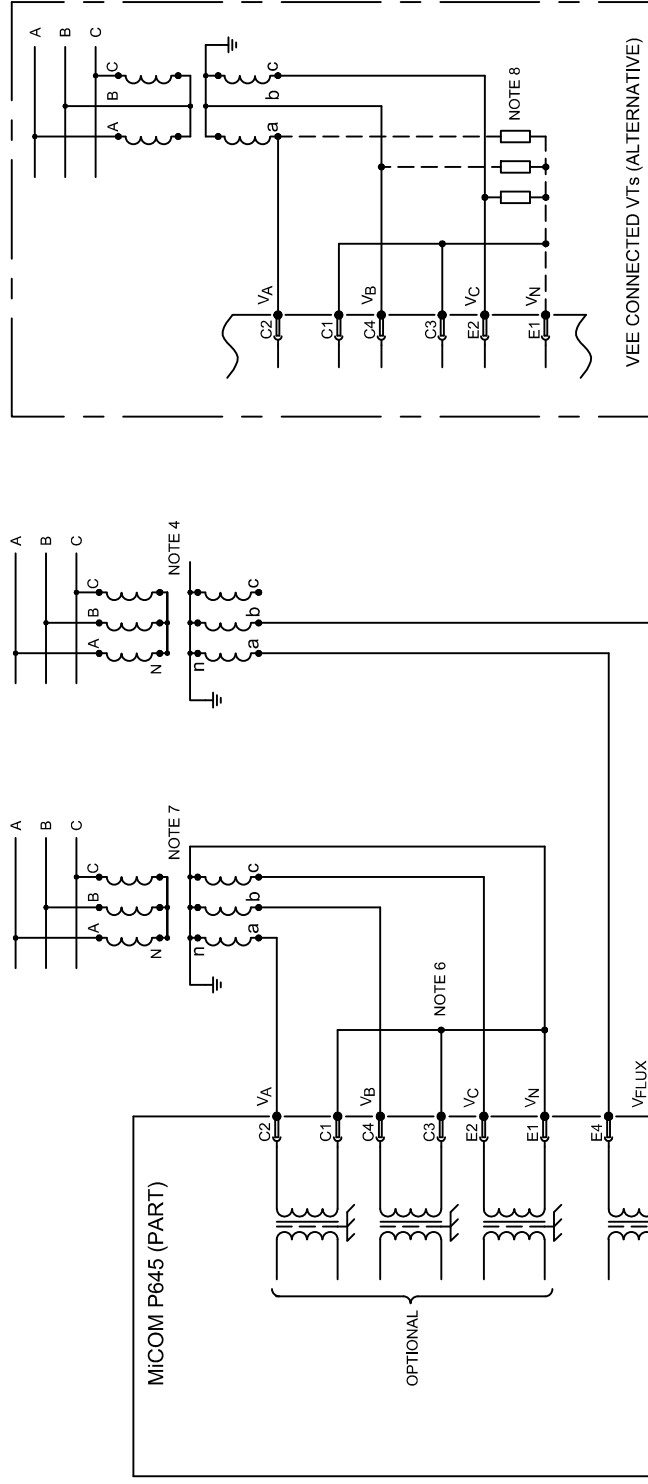 A
B
C
A
B
C
a
b
c
NOTE 8
C2
VA
C1
C4
VB
C3
E2
VC
E1
VN
VEE CONNECTED VTs (ALTERNATIVE)
A
B
C
A
B
C
N
NOTE 4
n
a
b
c
A
B
C
A
B
C
N
NOTE 7
n
a
b
c
NOTE 6
MiCOM P645 (PART)
C2
VA
C1
C4
VB
C3
E2
VC
E1
VN
E4
VFLUX
OPTIONAL